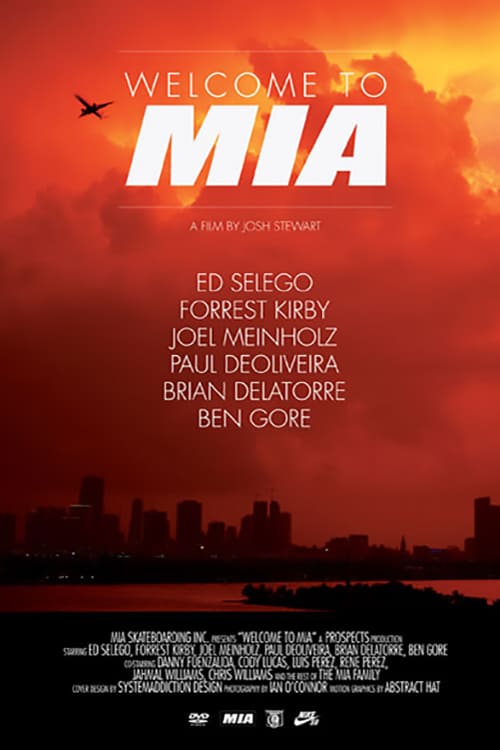 WELCOME TO
MIA
A FILM BY JOSH STEWART
ED SELEGO
FORREST KIRBY
JOEL MEINHOLZ
PAUL DEOLIVEIRA
BRIAN DELATORRE
BEN GORE
MIA SKATEBOARDING INC. PRESENTS "WELCOME TO MIA" A PROSPECTS PRODUCTION
STARRING ED SELEGO, FORREST KIRBY, JOEL MEINHOLZ, PAUL DEOLIVEIRA, BRIAN DELATORRE, BEN GORE
CO-STARRING DANNY FUENZALIDA, CODY LUCAS, LUIS PEREZ, RENE PEREZ,
JAHMAL WILLIAMS, CHRIS WILLIAMS AND THE REST OF THE MIA FAMILY
COVER DESIGN BY SYSTEMADDICTION DESIGN PHOTOGRAPHY BY IAN O'CONNOR MOTION GRAPHICS BY ABSTRACT HAT
DVD MIA NIKE SB